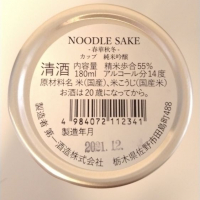 NOODLE SAKE
-春華秋冬-
カップ 純米吟醸
清酒 内容量 180ml 精米歩合55% アルコール分14度
原材料名 米(国産)、米こうじ(国産米)
お酒は20歳になってから。
4 984072 112341
製造年月
2021.12
製造者 第一酒造株式会社 栃木県佐野市田島町488